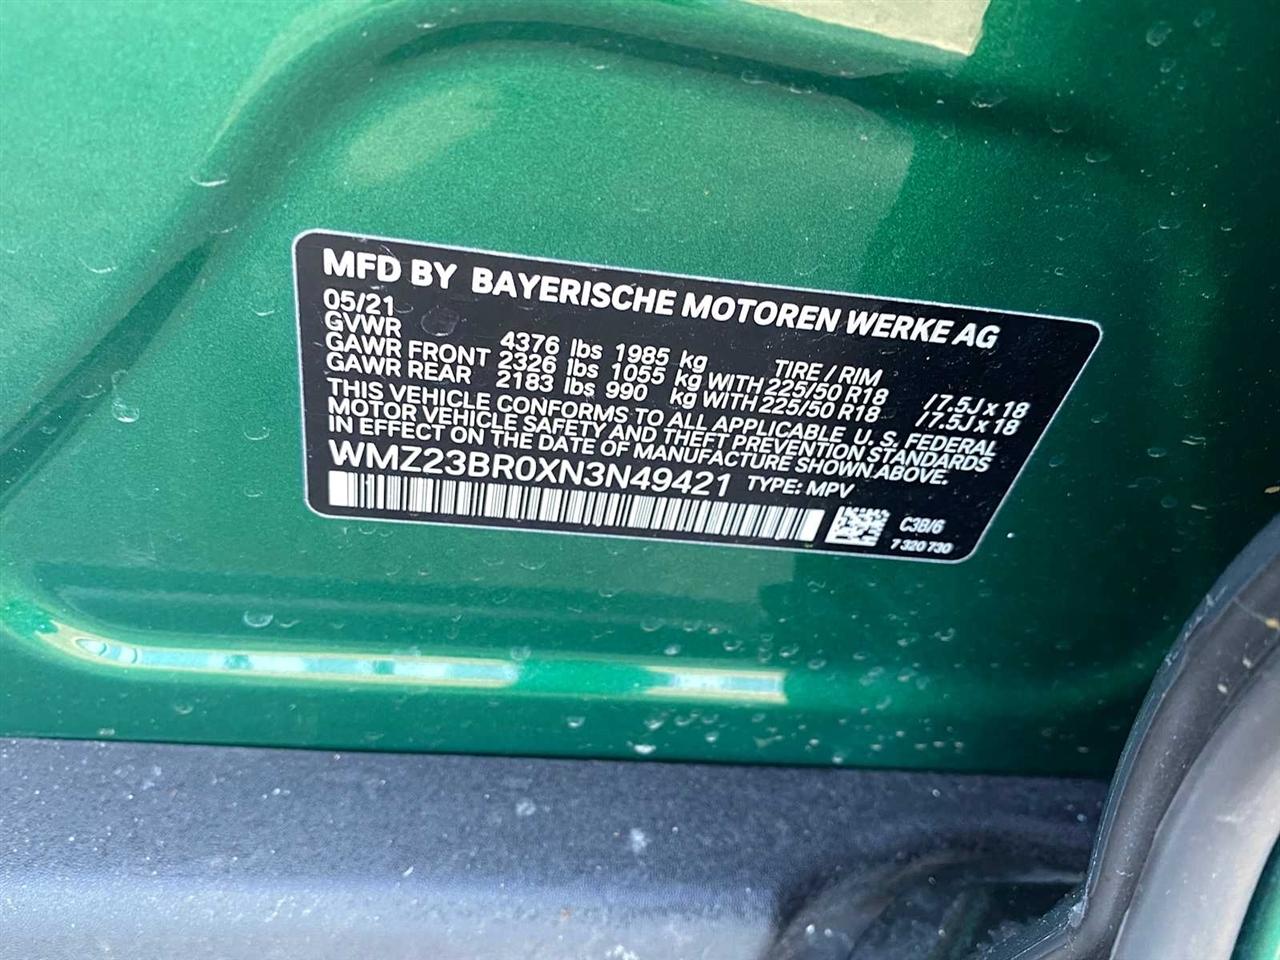 MFD BY BAYERISCHE MOTOREN WERKE AG
05/21
GVWR 4376 lbs 1985 kg TIRE / RIM
GAWR FRONT 2326 lbs 1055 kg WITH 225/50 R18 / 7.5J x 18
GAWR REAR 2183 lbs 990 kg WITH 225/50 R18 / 7.5J x 18
THIS VEHICLE CONFORMS TO ALL APPLICABLE U. S. FEDERAL
MOTOR VEHICLE SAFETY AND THEFT PREVENTION STANDARDS
IN EFFECT ON THE DATE OF MANUFACTURE SHOWN ABOVE.
WMZ23BR0XN3N49421 TYPE: MPV
C3B/6
7 320 730